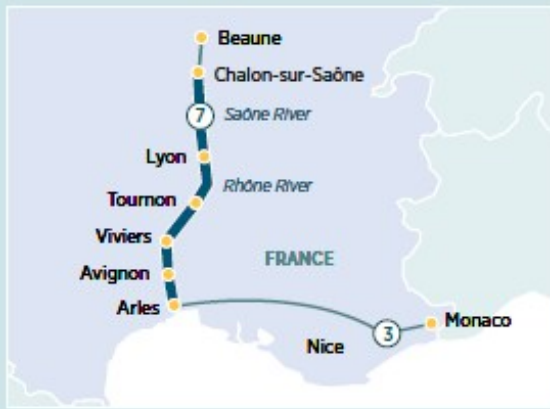 Beaune
Chalon-sur-Saône
7
Saône River
Lyon
Rhône River
Tournon
Viviers
FRANCE
Avignon
Arles
Monaco
3
Nice